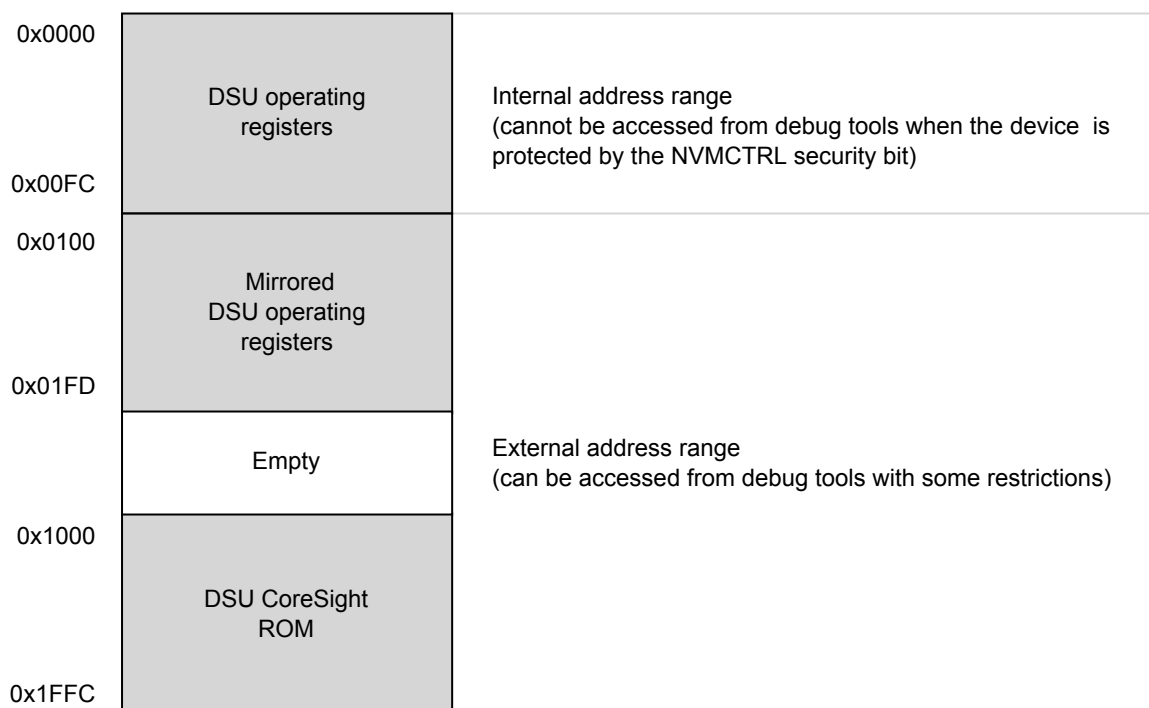 0x0000
DSU operating
registers
Internal address range
(cannot be accessed from debug tools when the device is
protected by the NVMCTRL security bit)
0x00FC
0x0100
Mirrored
DSU operating
registers
0x01FD
Empty
External address range
(can be accessed from debug tools with some restrictions)
0x1000
DSU CoreSight
ROM
0x1FFC